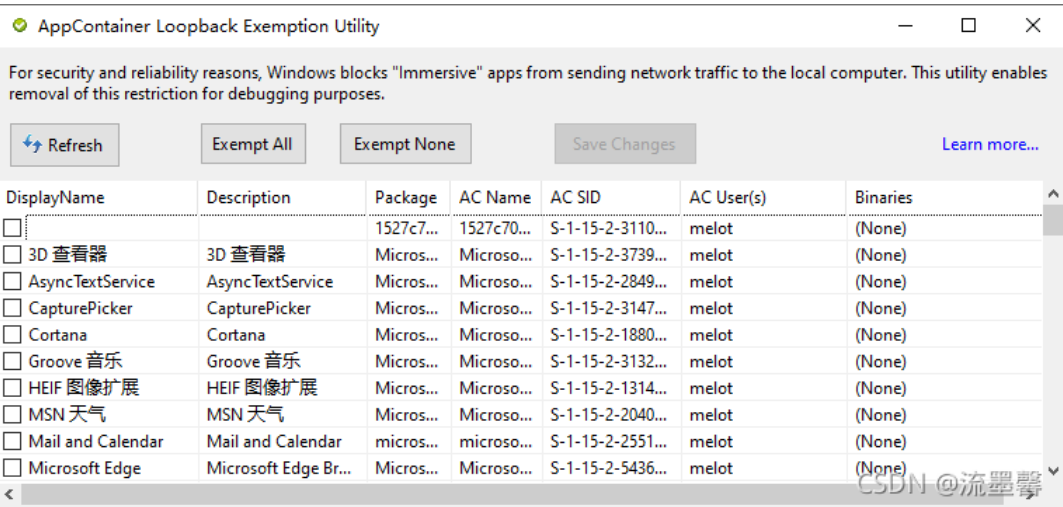 AppContainer Loopback Exemption Utility
For security and reliability reasons, Windows blocks "Immersive" apps from sending network traffic to the local computer. This utility enables
removal of this restriction for debugging purposes.
Refresh Exempt All Exempt None Save Changes Learn more...
DisplayName Description Package AC Name AC SID AC User(s) Binaries
1527c7... 1527c70... S-1-15-2-3110... melot (None)
3D 查看器 3D 查看器 Micros... Microso... S-1-15-2-3739... melot (None)
AsyncTextService AsyncTextService Micros... Microso... S-1-15-2-2849... melot (None)
CapturePicker CapturePicker Micros... Microso... S-1-15-2-3147... melot (None)
Cortana Cortana Micros... Microso... S-1-15-2-1880... melot (None)
Groove 音乐 Groove 音乐 Micros... Microso... S-1-15-2-3132... melot (None)
HEIF 图像扩展 HEIF 图像扩展 Micros... Microso... S-1-15-2-1314... melot (None)
MSN 天气 MSN 天气 Micros... Microso... S-1-15-2-2040... melot (None)
Mail and Calendar Mail and Calendar micros... microso... S-1-15-2-2551... melot (None)
Microsoft Edge Microsoft Edge Br... Micros... Microso... S-1-15-2-5436... melot (None)
CSDN @流墨馨